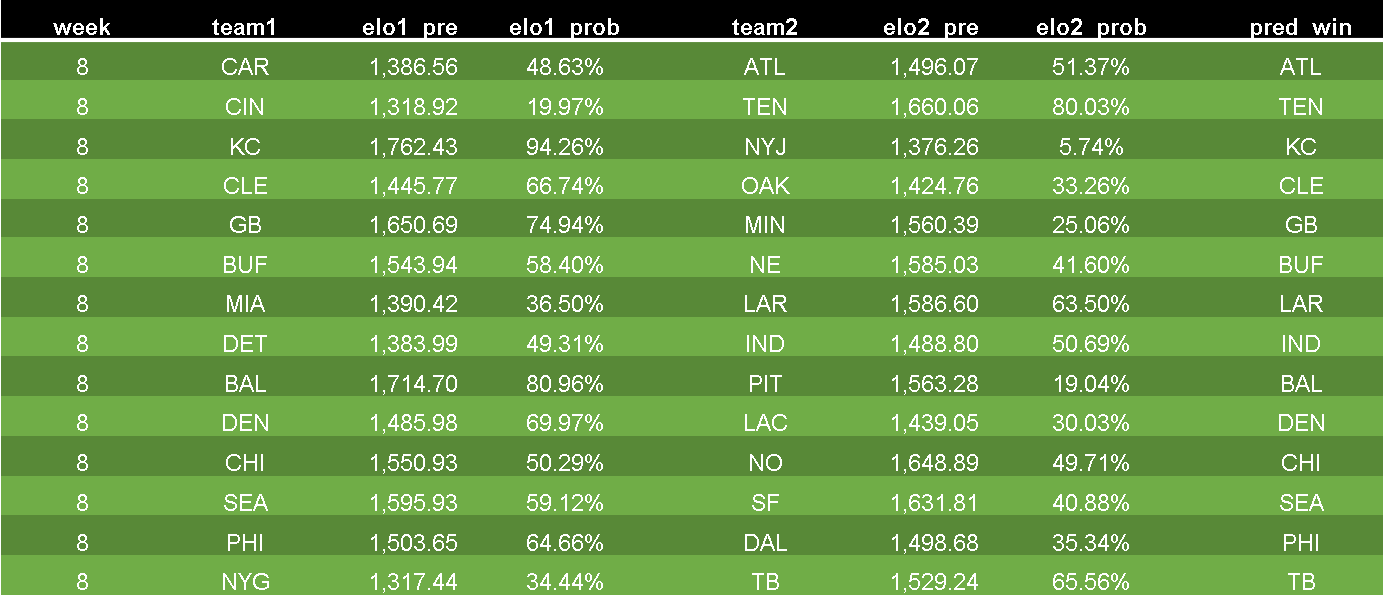 week team1 elo1_pre elo1_prob team2 elo2_pre elo2_prob pred_win
8 CAR 1,386.56 48.63% ATL 1,496.07 51.37% ATL
8 CIN 1,318.92 19.97% TEN 1,660.06 80.03% TEN
8 KC 1,762.43 94.26% NYJ 1,376.26 5.74% KC
8 CLE 1,445.77 66.74% OAK 1,424.76 33.26% CLE
8 GB 1,650.69 74.94% MIN 1,560.39 25.06% GB
8 BUF 1,543.94 58.40% NE 1,585.03 41.60% BUF
8 MIA 1,390.42 36.50% LAR 1,586.60 63.50% LAR
8 DET 1,383.99 49.31% IND 1,488.80 50.69% IND
8 BAL 1,714.70 80.96% PIT 1,563.28 19.04% BAL
8 DEN 1,485.98 69.97% LAC 1,439.05 30.03% DEN
8 CHI 1,550.93 50.29% NO 1,648.89 49.71% CHI
8 SEA 1,595.93 59.12% SF 1,631.81 40.88% SEA
8 PHI 1,503.65 64.66% DAL 1,498.68 35.34% PHI
8 NYG 1,317.44 34.44% TB 1,529.24 65.56% TB